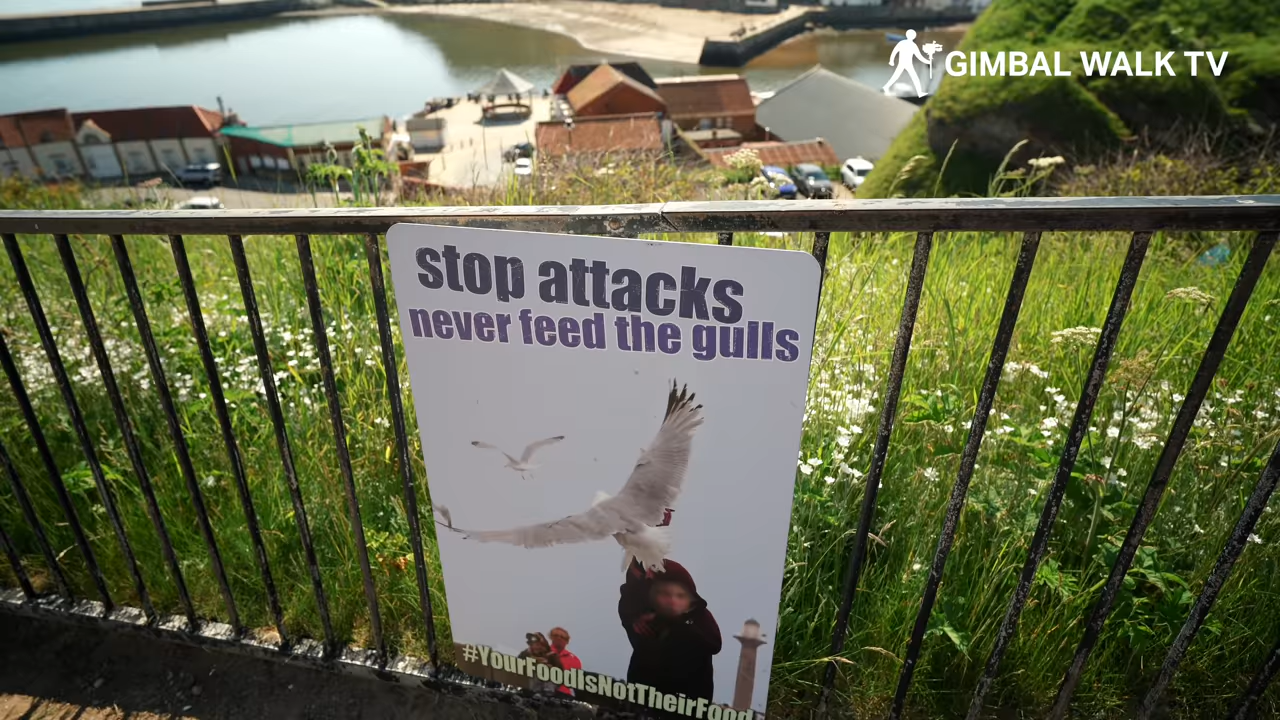 GIMBAL WALK TV
stop attacks
never feed the gulls
#YourFoodIsNotTheirFood